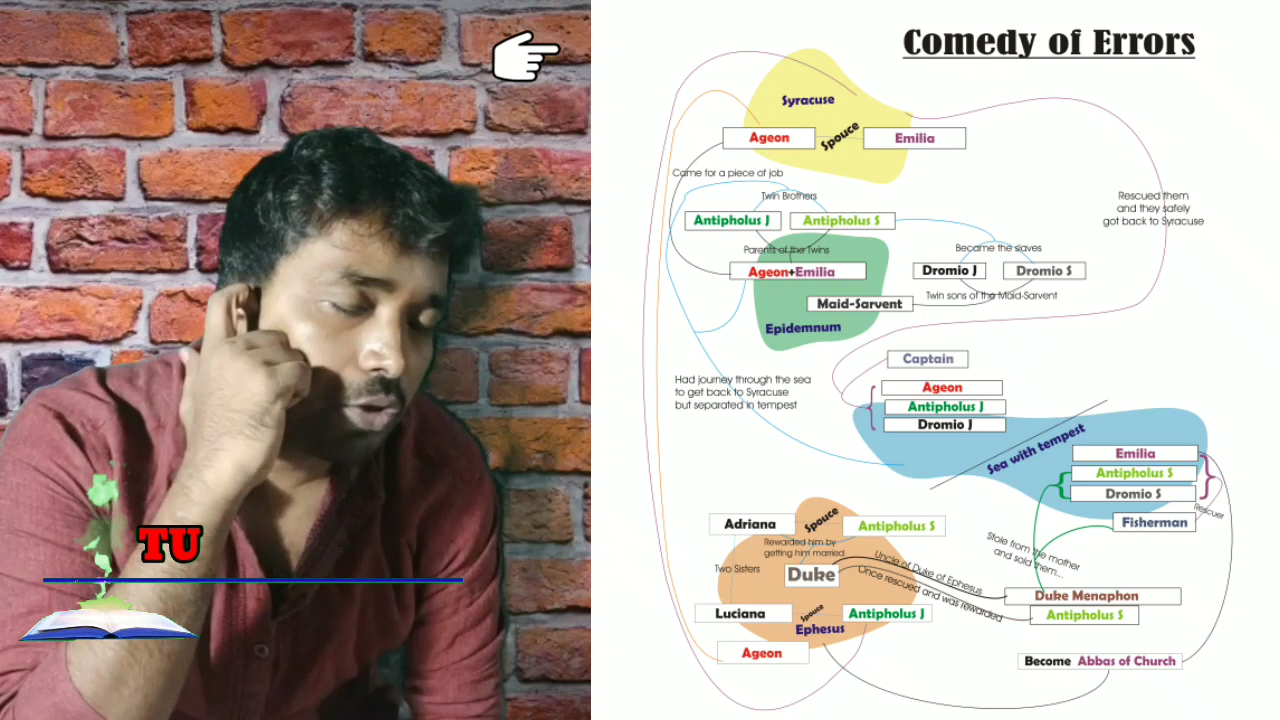 Comedy of Errors
Syracuse
Ageon
Spouce
Emilia
Came for a piece of job
Twin Brothers
Antipholus J
Antipholus S
Rescued them
and they safely
got back to Syracuse
Parents of the Twins
Became the slaves
Ageon+Emilia
Dromio J
Dromio S
Twin sons of the Maid-Sarvent
Maid-Sarvent
Epidemnum
Captain
Had journey through the sea
to get back to Syracuse
but separated in tempest
Ageon
Antipholus J
Dromio J
Sea with tempest
Emilia
Antipholus S
Dromio S
Rescuer
Fisherman
Adriana
Spouce
Antipholus S
Rewarded him by
getting him married
Stole from the mother
and sold them...
Two Sisters
Duke
Uncle of Duke of Ephesus
Once rescued and was rewarded
Duke Menaphon
Antipholus S
Luciana
Spouce
Antipholus J
Ephesus
Ageon
Become Abbas of Church
TU